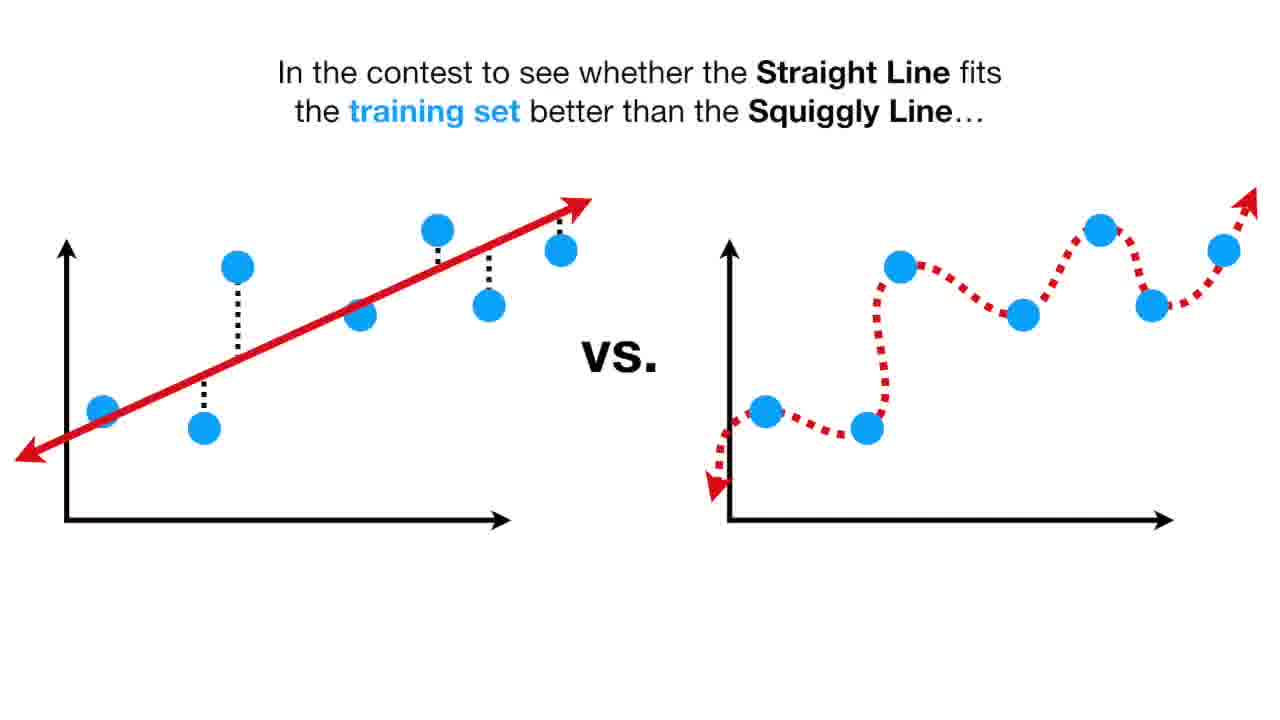 In the contest to see whether the Straight Line fits
the training set better than the Squiggly Line…
vs.